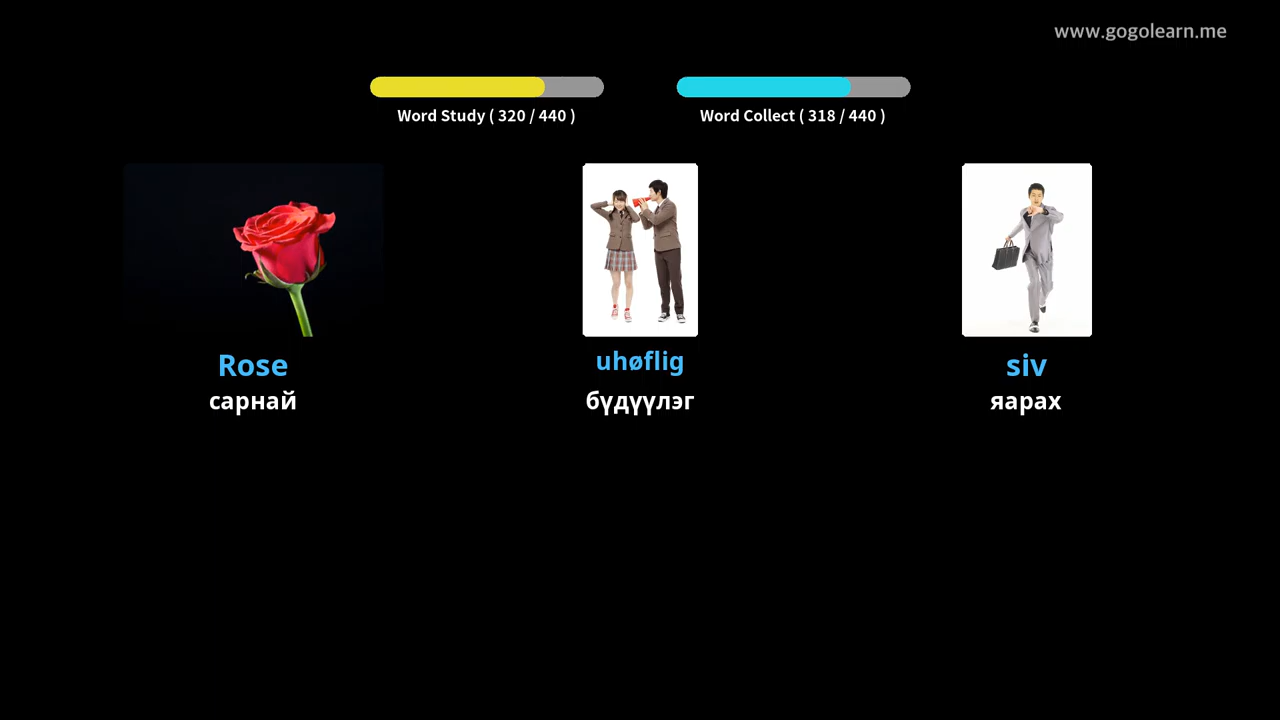 www.gogolearn.me
Word Study ( 320 / 440 )
Word Collect ( 318 / 440 )
Rose
uhøflig
siv
сарнай
бүдүүлэг
яарах